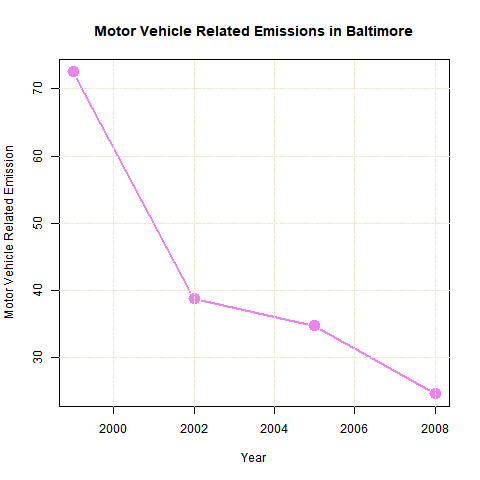 Motor Vehicle Related Emissions in Baltimore
Motor Vehicle Related Emission
70
60
50
40
30
2000 2002 2004 2006 2008
Year